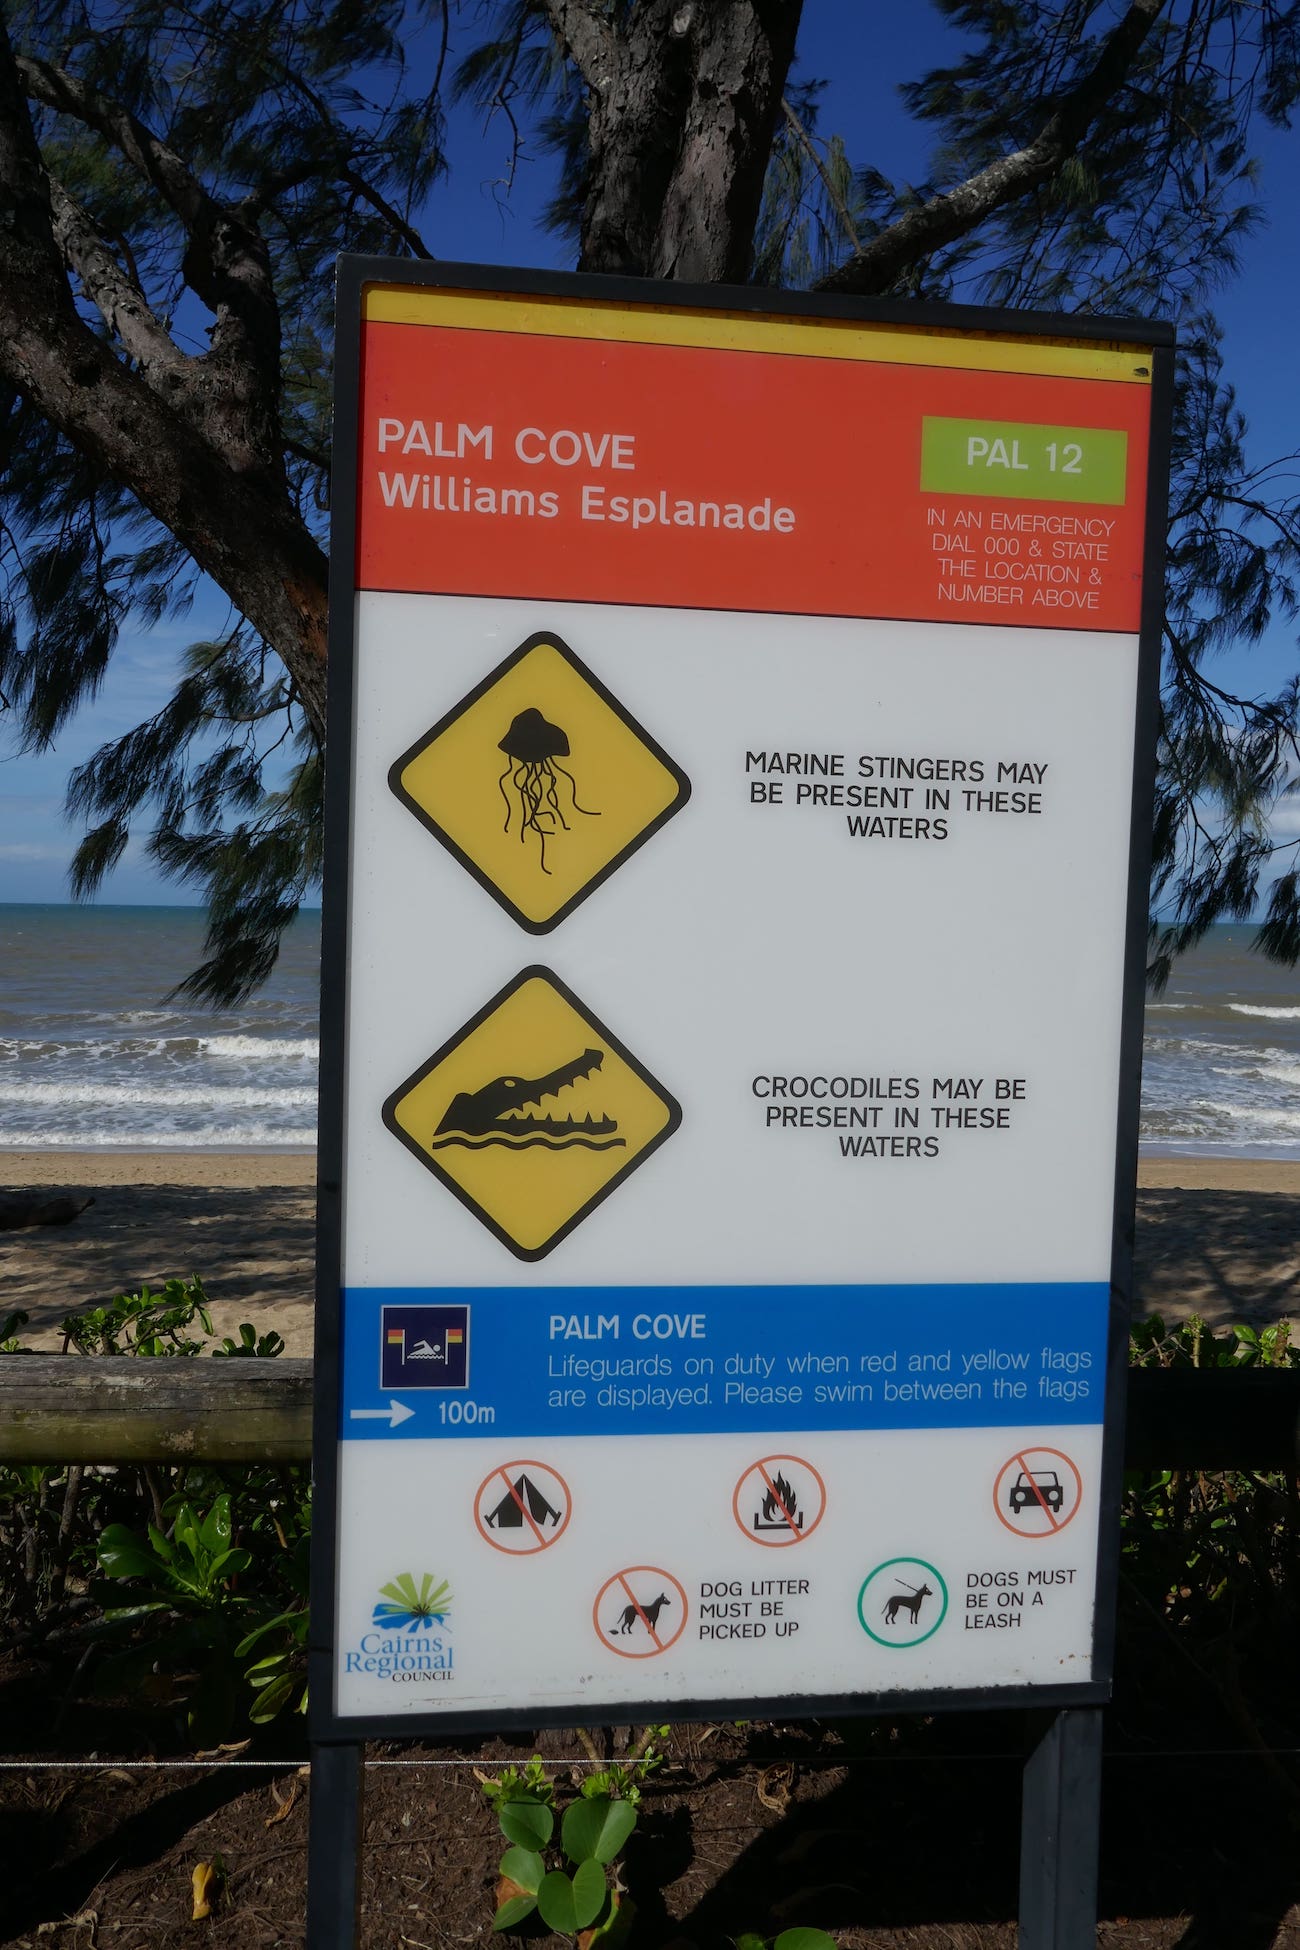 PALM COVE
Williams Esplanade
PAL 12
IN AN EMERGENCY
DIAL 000 & STATE
THE LOCATION &
NUMBER ABOVE
MARINE STINGERS MAY
BE PRESENT IN THESE
WATERS
CROCODILES MAY BE
PRESENT IN THESE
WATERS
PALM COVE
Lifeguards on duty when red and yellow flags
are displayed. Please swim between the flags
100m
DOG LITTER
MUST BE
PICKED UP
DOGS MUST
BE ON A
LEASH
Cairns
Regional
COUNCIL